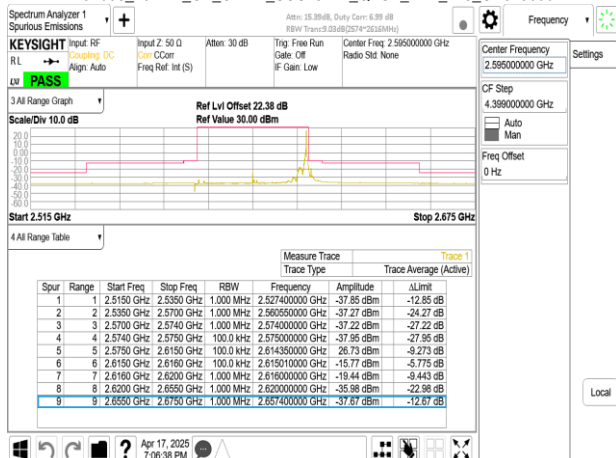 Spectrum Analyzer 1
Spurious Emissions
Attn: 15.39dB, Duty Corr: 6.99 dB
RBW Trans:9.03dB(2574~2616MHz)
Frequency
KEYSIGHT
Input: RF
Input Z: 50 Ω
Atten: 30 dB
Trig: Free Run
Center Freq: 2.595000000 GHz
RL
Coupling: DC
Corr CCorr
Gate: Off
Radio Std: None
Align: Auto
Freq Ref: Int (S)
IF Gain: Low
LXI
PASS
Center Frequency
2.595000000 GHz
Settings
CF Step
4.399000000 GHz
Auto
Man
Freq Offset
0 Hz
3 All Range Graph
Ref Lvl Offset 22.38 dB
Scale/Div 10.0 dB
Ref Value 30.00 dBm
20.0
10.0
0.00
-10.0
-20.0
-30.0
-40.0
-50.0
-60.0
Start 2.515 GHz
Stop 2.675 GHz
4 All Range Table
Measure Trace Trace 1
Trace Type Trace Average (Active)
Spur Range Start Freq Stop Freq RBW Frequency Amplitude ΔLimit
1 1 2.5150 GHz 2.5350 GHz 1.000 MHz 2.527400000 GHz -37.85 dBm -12.85 dB
2 2 2.5350 GHz 2.5700 GHz 1.000 MHz 2.560550000 GHz -37.27 dBm -24.27 dB
3 3 2.5700 GHz 2.5740 GHz 1.000 MHz 2.574000000 GHz -37.22 dBm -27.22 dB
4 4 2.5740 GHz 2.5750 GHz 100.0 kHz 2.575000000 GHz -37.95 dBm -27.95 dB
5 5 2.5750 GHz 2.6150 GHz 100.0 kHz 2.614350000 GHz 26.73 dBm -9.273 dB
6 6 2.6150 GHz 2.6160 GHz 100.0 kHz 2.615010000 GHz -15.77 dBm -5.775 dB
7 7 2.6160 GHz 2.6200 GHz 1.000 MHz 2.616000000 GHz -19.44 dBm -9.443 dB
8 8 2.6200 GHz 2.6550 GHz 1.000 MHz 2.620000000 GHz -35.98 dBm -22.98 dB
9 9 2.6550 GHz 2.6750 GHz 1.000 MHz 2.657400000 GHz -37.67 dBm -12.67 dB
Local
?
Apr 17, 2025
7:06:38 PM